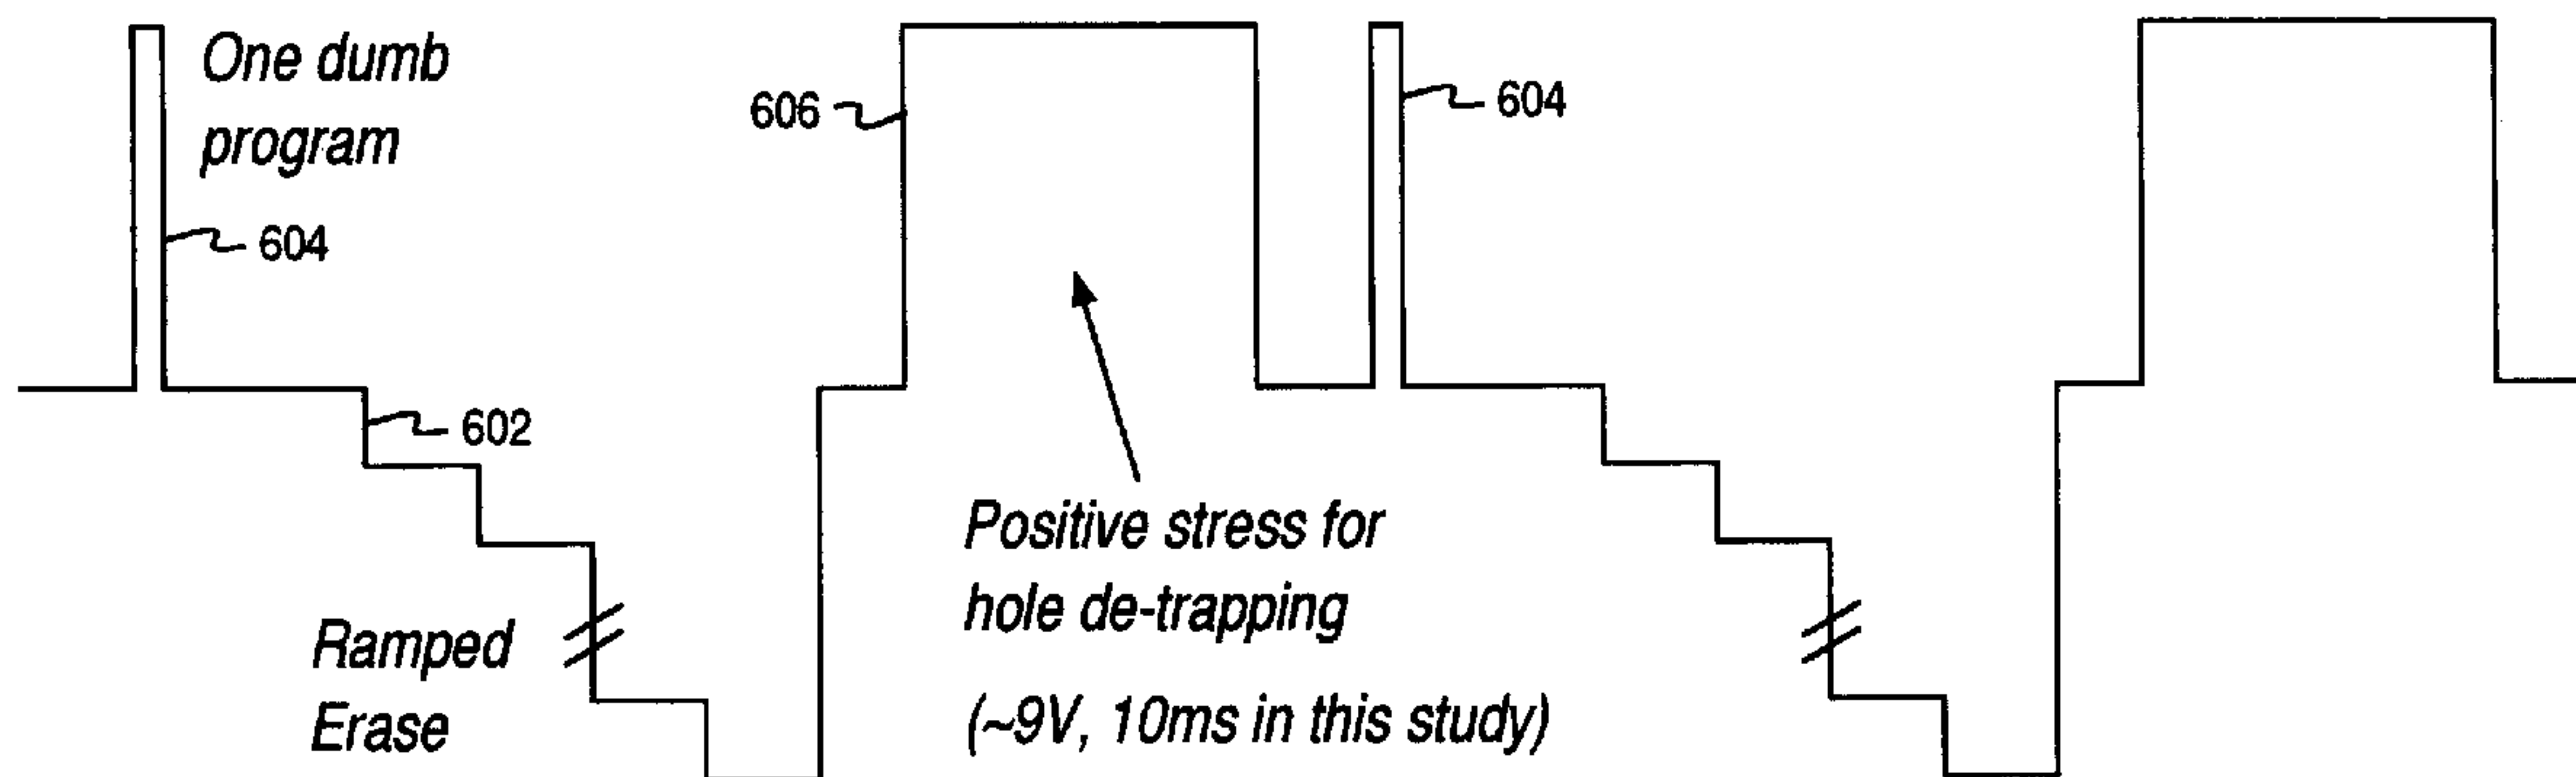 One dumb
program
604
602
Ramped
Erase
606
Positive stress for
hole de-trapping
(~9V, 10ms in this study)
604